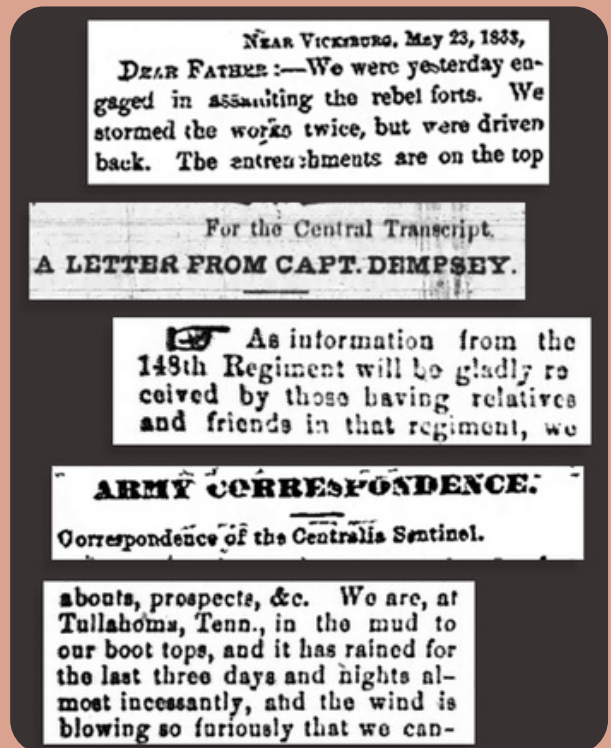 NEAR VICKSBURG, May 23, 1863,
DEAR FATHER:—We were yesterday en-
gaged in assaulting the rebel forts. We
stormed the works twice, but were driven
back. The entrenchments are on the top
For the Central Transcript.
A LETTER FROM CAPT. DEMPSEY.
☞ As information from the
148th Regiment will be gladly re
ceived by those having relatives
and friends in that regiment, we
ARMY CORRESPONDENCE.
Correspondence of the Centralia Sentinel.
abouts, prospects, &c. We are, at
Tullahoma, Tenn., in the mud to
our boot tops, and it has rained for
the last three days and nights al-
most incessantly, and the wind is
blowing so furiously that we can-